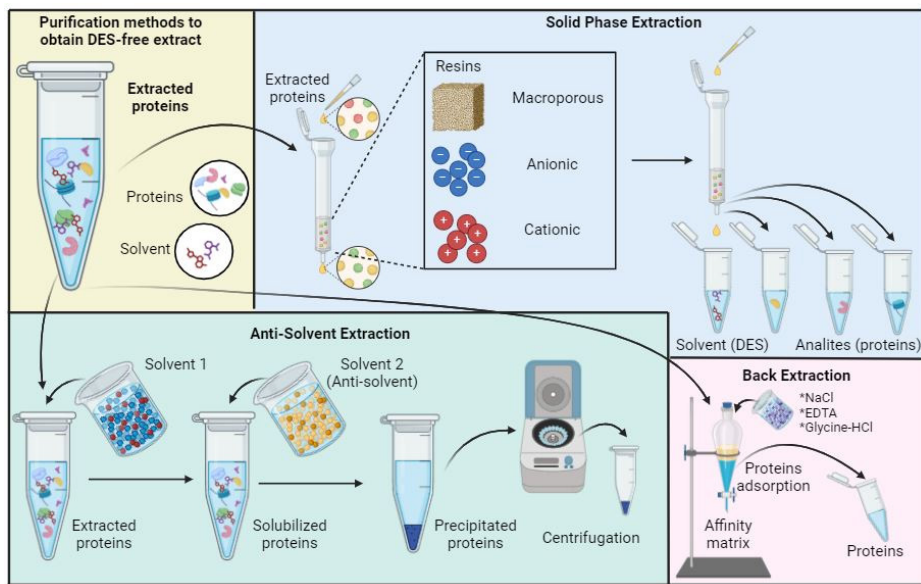 Purification methods to
obtain DES-free extract
Extracted
proteins
Proteins
Solvent
Solid Phase Extraction
Extracted
proteins
Resins
Macroporous
Anionic
Cationic
Solvent (DES)
Analites (proteins)
Anti-Solvent Extraction
Solvent 1
Solvent 2
(Anti-solvent)
Extracted
proteins
Solubilized
proteins
Precipitated
proteins
Centrifugation
Back Extraction
*NaCl
*EDTA
*Glycine-HCl
Proteins
adsorption
Affinity
matrix
Proteins